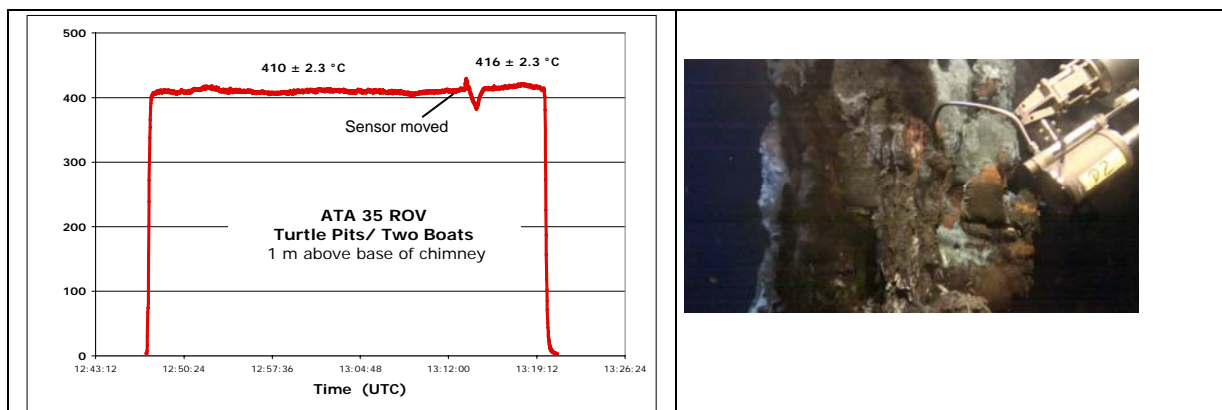 500
400
300
200
100
0
410 ± 2.3 °C
416 ± 2.3 °C
Sensor moved
ATA 35 ROV
Turtle Pits/ Two Boats
1 m above base of chimney
12:43:12 12:50:24 12:57:36 13:04:48 13:12:00 13:19:12 13:26:24
Time (UTC)
D2